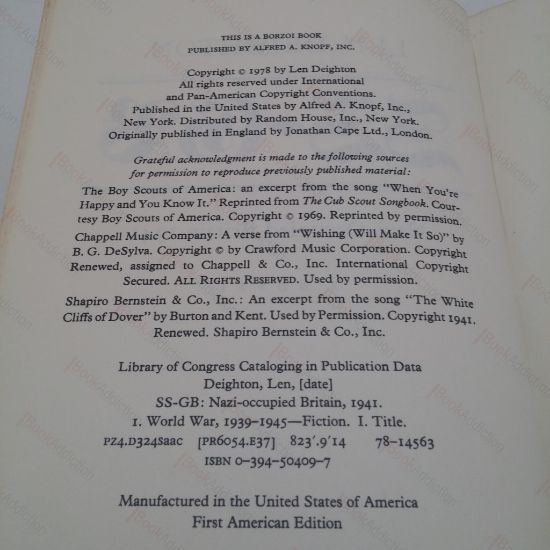 THIS IS A BORZOI BOOK
PUBLISHED BY ALFRED A. KNOPF, INC.
Copyright © 1978 by Len Deighton
All rights reserved under International
and Pan-American Copyright Conventions.
Published in the United States by Alfred A. Knopf, Inc.,
New York. Distributed by Random House, Inc., New York.
Originally published in England by Jonathan Cape Ltd., London.
Grateful acknowledgment is made to the following sources
for permission to reproduce previously published material:
The Boy Scouts of America: an excerpt from the song "When You're
Happy and You Know It." Reprinted from The Cub Scout Songbook. Cour-
tesy Boy Scouts of America. Copyright © 1969. Reprinted by permission.
Chappell Music Company: A verse from "Wishing (Will Make It So)" by
B. G. DeSylva. Copyright © by Crawford Music Corporation. Copyright
Renewed, assigned to Chappell & Co., Inc. International Copyright
Secured. ALL RIGHTS RESERVED. Used by permission.
Shapiro Bernstein & Co., Inc.: An excerpt from the song "The White
Cliffs of Dover" by Burton and Kent. Used by Permission. Copyright 1941.
Renewed. Shapiro Bernstein & Co., Inc.
Library of Congress Cataloging in Publication Data
Deighton, Len, [date]
SS-GB: Nazi-occupied Britain, 1941.
1. World War, 1939–1945—Fiction. I. Title.
PZ4.D324Saac [PR6054.E37] 823'.9'14 78–14563
ISBN 0–394–50409–7
Manufactured in the United States of America
First American Edition
iBookAddiction